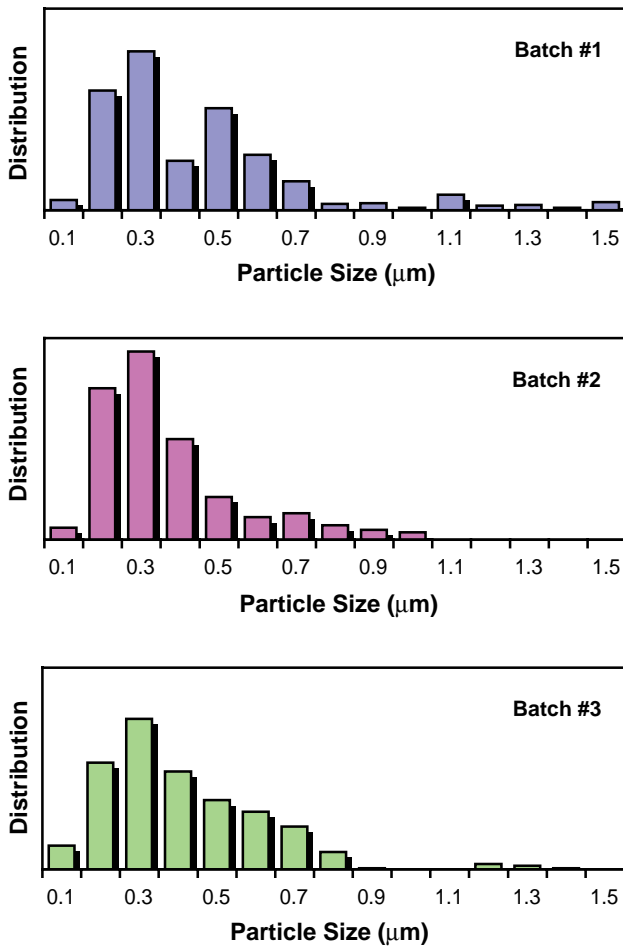 Batch #1
Distribution
0.1 0.3 0.5 0.7 0.9 1.1 1.3 1.5
Particle Size (μm)
Batch #2
Distribution
0.1 0.3 0.5 0.7 0.9 1.1 1.3 1.5
Particle Size (μm)
Batch #3
Distribution
0.1 0.3 0.5 0.7 0.9 1.1 1.3 1.5
Particle Size (μm)